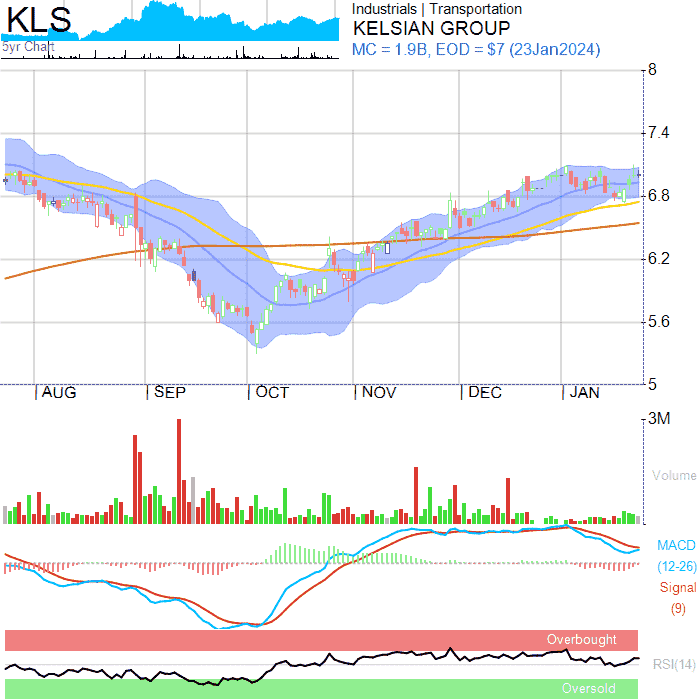 KLS
5yr Chart
Industrials | Transportation
KELSIAN GROUP
MC = 1.9B, EOD = $7 (23Jan2024)
8
7.4
6.8
6.2
5.6
5
|AUG |SEP |OCT |NOV |DEC |JAN
3M
Volume
MACD
(12-26)
Signal
(9)
Overbought
RSI(14)
Oversold